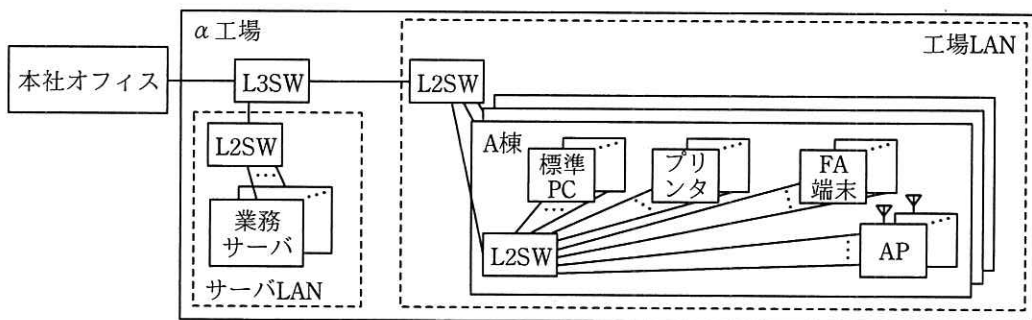 α工場
工場LAN
本社オフィス
L3SW
L2SW
A棟
標準
PC
プリ
ンタ
FA
端末
L2SW
業務
サーバ
L2SW
AP
サーバLAN